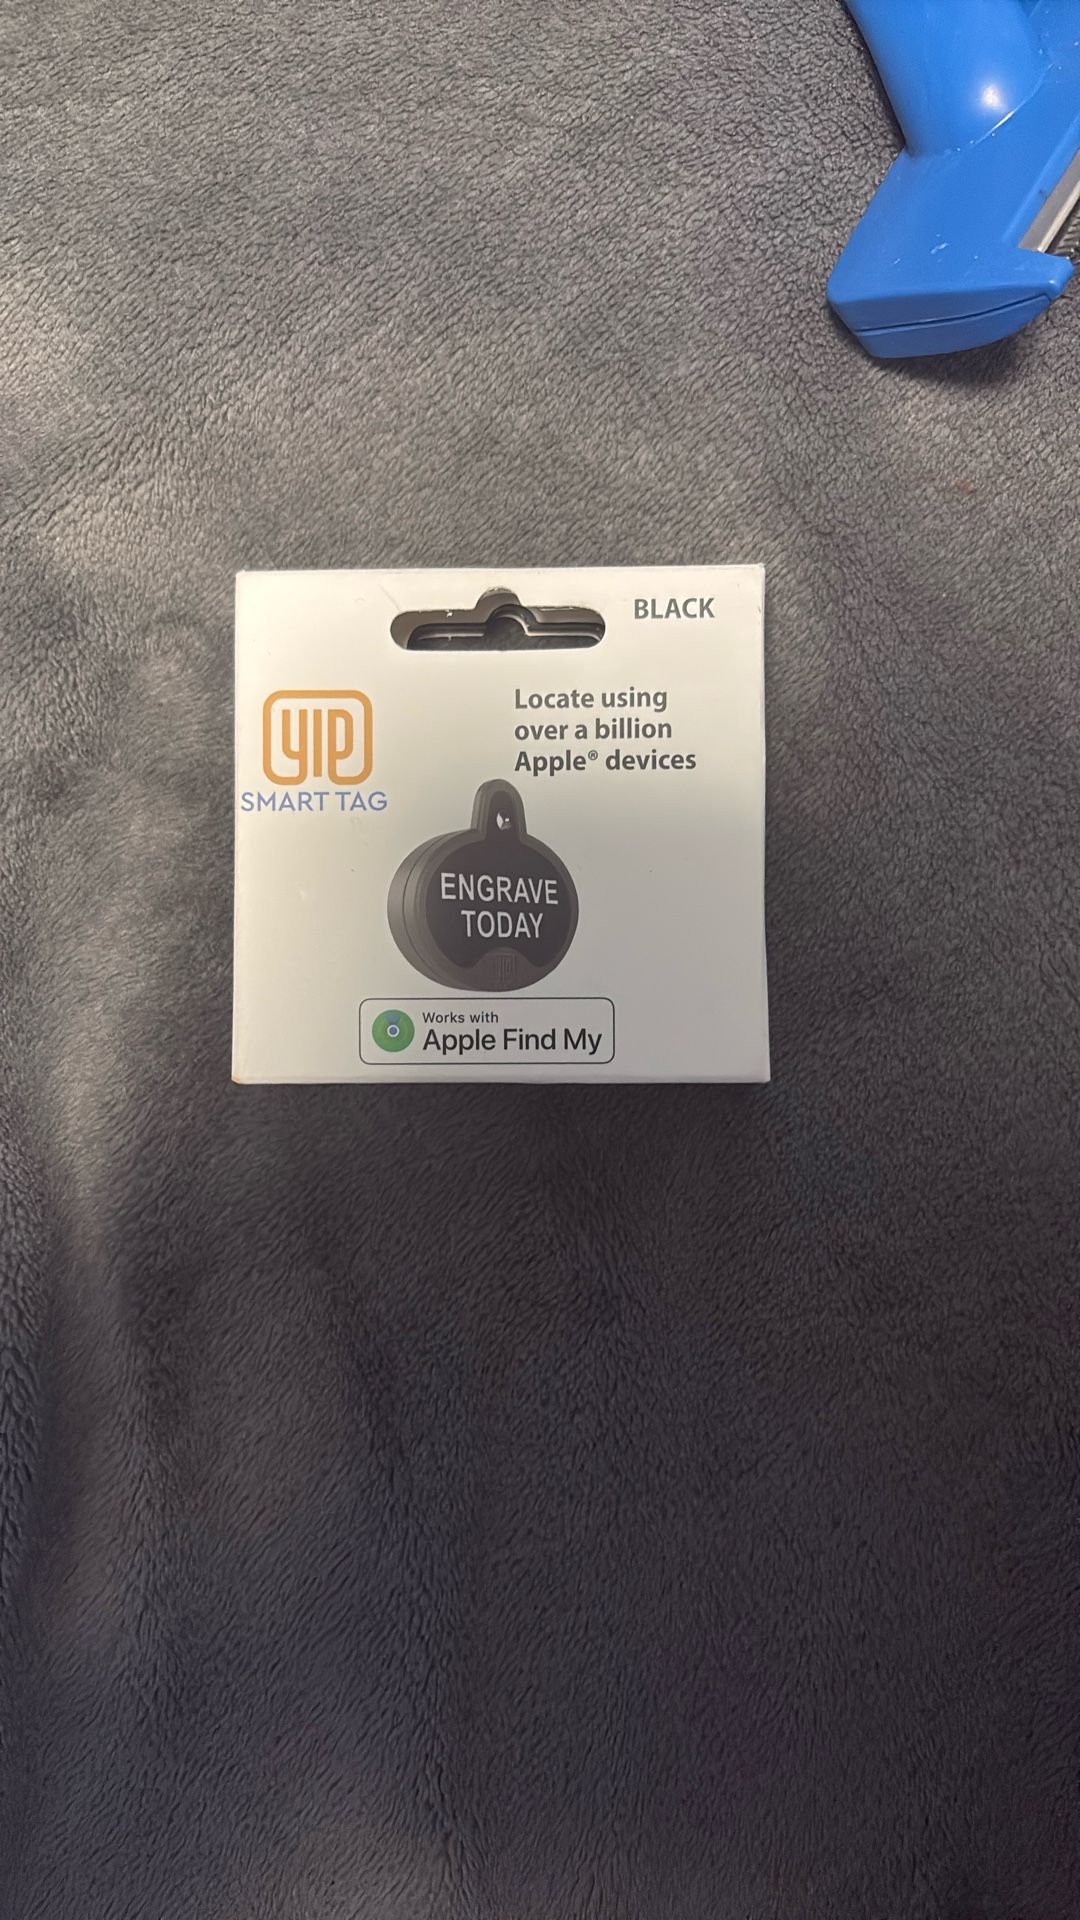 BLACK
Locate using
over a billion
Apple® devices
YIP
SMART TAG
ENGRAVE
TODAY
Works with
Apple Find My